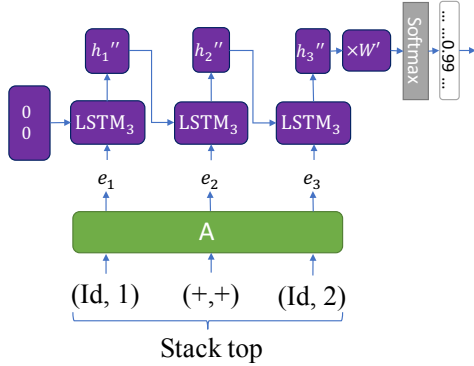 h₁′′ h₂′′ h₃′′ ×W′ Softmax ... ...0.99 ...
0
0
LSTM₃ LSTM₃ LSTM₃
e₁ e₂ e₃
A
(Id, 1) (+,+) (Id, 2)
Stack top